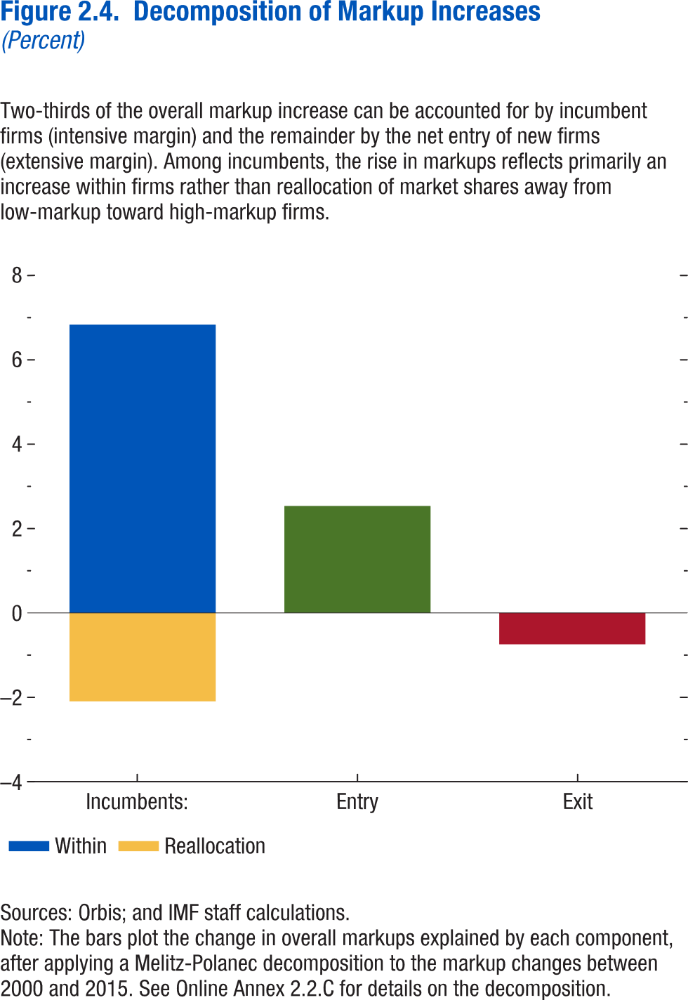 Figure 2.4.  Decomposition of Markup Increases
(Percent)
Two-thirds of the overall markup increase can be accounted for by incumbent
firms (intensive margin) and the remainder by the net entry of new firms
(extensive margin). Among incumbents, the rise in markups reflects primarily an
increase within firms rather than reallocation of market shares away from
low-markup toward high-markup firms.
8
6
4
2
0
–2
–4
Incumbents: Entry Exit
Within Reallocation
Sources: Orbis; and IMF staff calculations.
Note: The bars plot the change in overall markups explained by each component,
after applying a Melitz-Polanec decomposition to the markup changes between
2000 and 2015. See Online Annex 2.2.C for details on the decomposition.